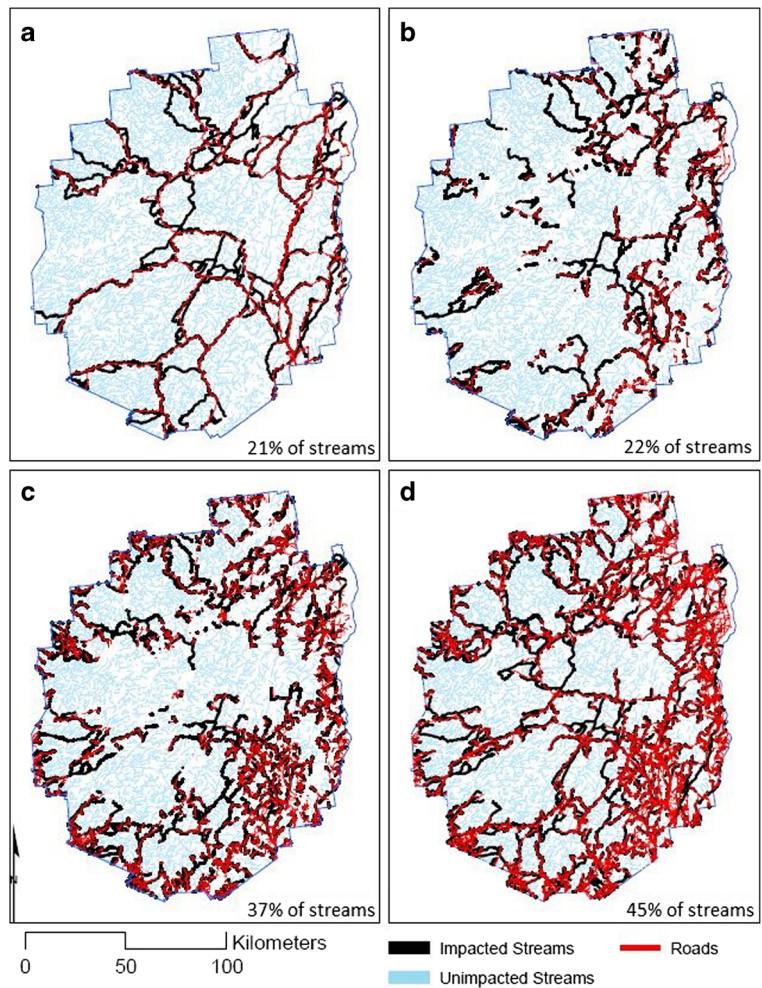 a
b
21% of streams
22% of streams
c
d
N
37% of streams
45% of streams
Kilometers
0 50 100
Impacted Streams
Roads
Unimpacted Streams